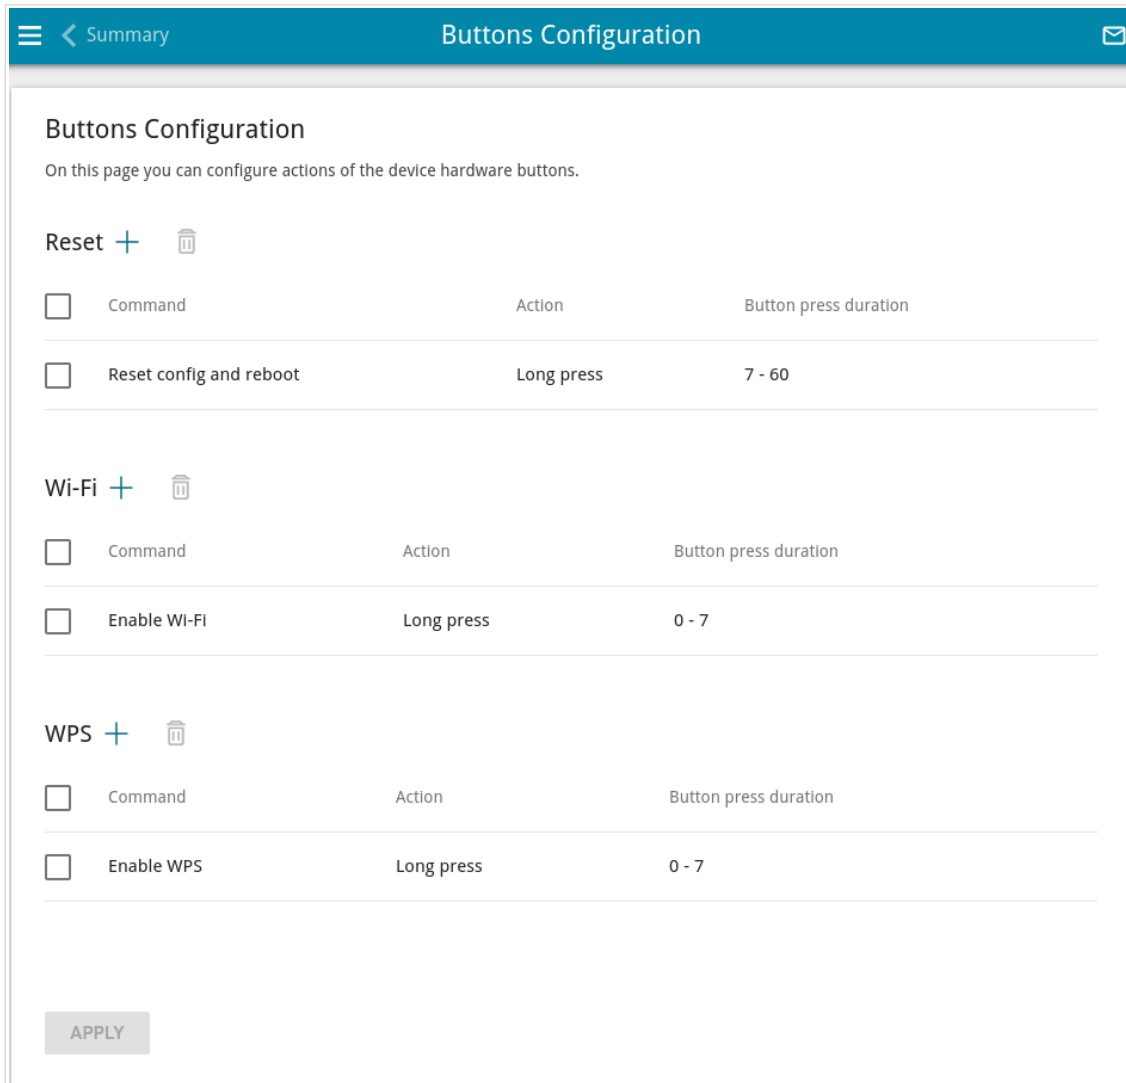 Summary Buttons Configuration
Buttons Configuration
On this page you can configure actions of the device hardware buttons.
Reset
Command Action Button press duration
Reset config and reboot Long press 7 - 60
Wi-Fi
Command Action Button press duration
Enable Wi-Fi Long press 0 - 7
WPS
Command Action Button press duration
Enable WPS Long press 0 - 7
APPLY